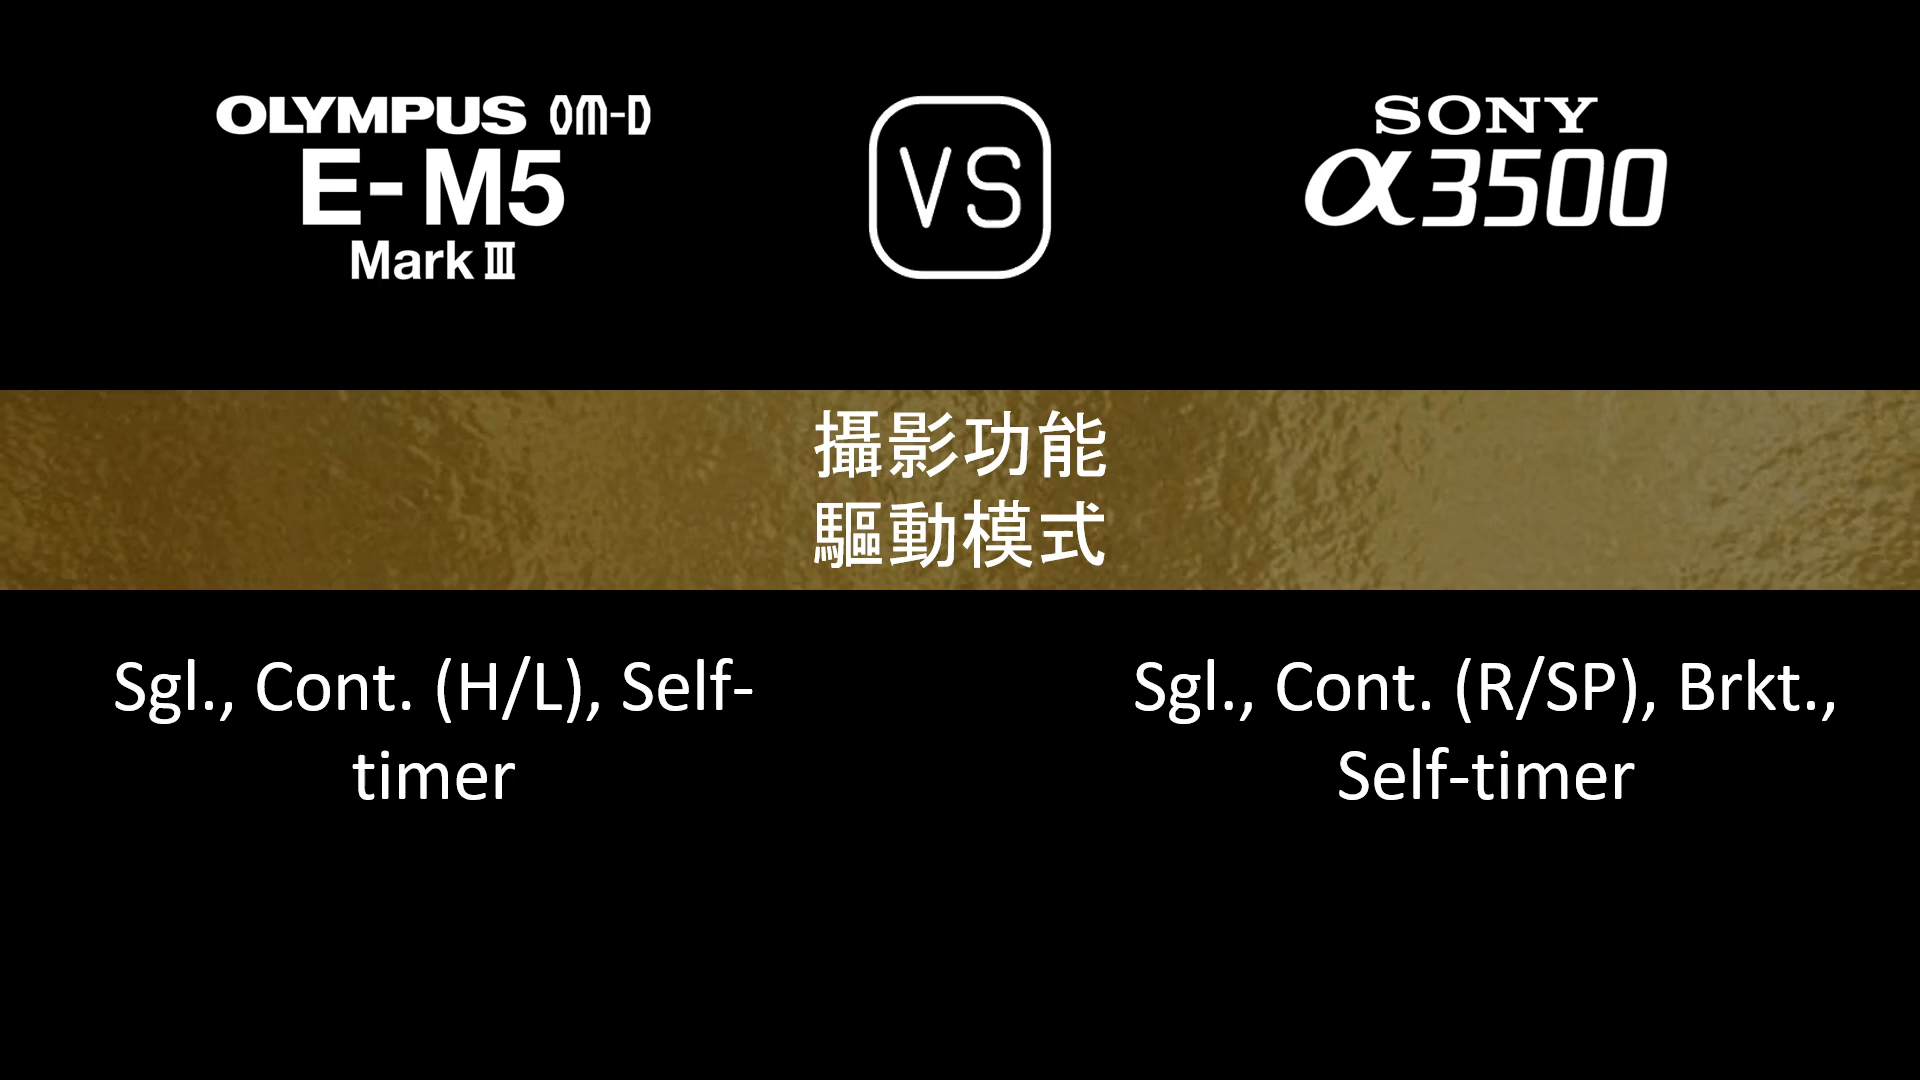 OLYMPUS OM-D
E-M5
Mark III
VS
SONY
α3500
攝影功能
驅動模式
Sgl., Cont. (H/L), Self-
timer
Sgl., Cont. (R/SP), Brkt.,
Self-timer